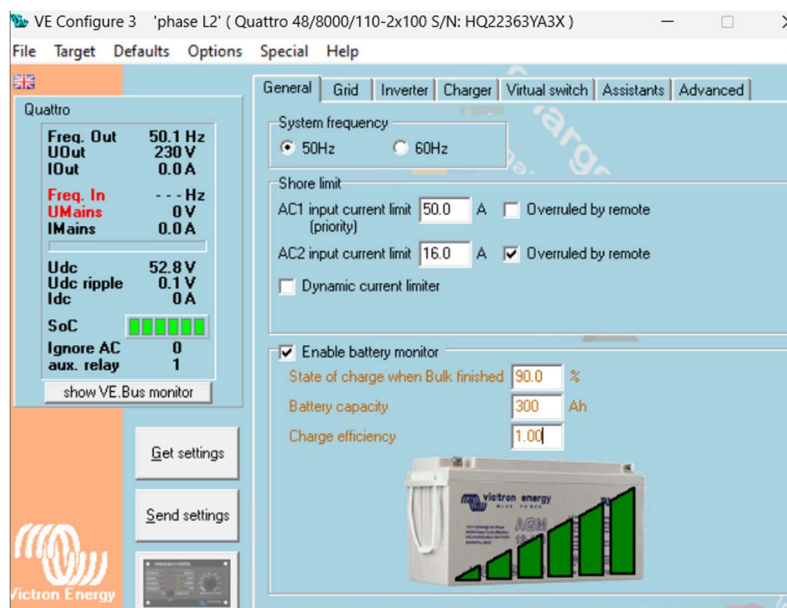 VE Configure 3 'phase L2' ( Quattro 48/8000/110-2x100 S/N: HQ22363YA3X )
File Target Defaults Options Special Help
General Grid Inverter Charger Virtual switch Assistants Advanced
Quattro
Freq. Out 50.1 Hz
UOut 230 V
IOut 0.0 A
Freq. In - - - Hz
UMains 0 V
IMains 0.0 A
Udc 52.8 V
Udc ripple 0.1 V
Idc 0 A
SoC
Ignore AC 0
aux. relay 1
show VE.Bus monitor
Get settings
Send settings
Victron Energy
System frequency
50Hz 60Hz
Shore limit
AC1 input current limit 50.0 A Overruled by remote
(priority)
AC2 input current limit 16.0 A Overruled by remote
Dynamic current limiter
Enable battery monitor
State of charge when Bulk finished 90.0 %
Battery capacity 300 Ah
Charge efficiency 1.00
victron energy
BLUE POWER
AGM